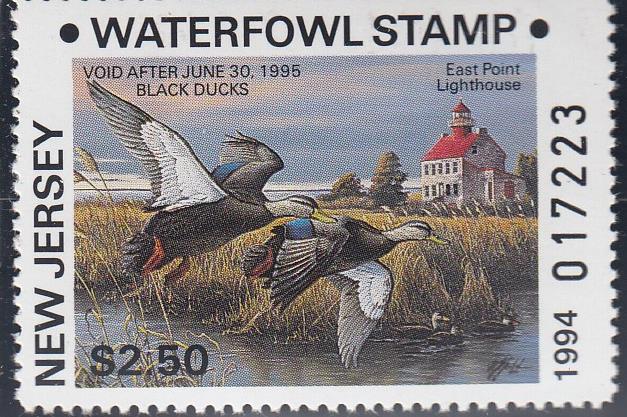 • WATERFOWL STAMP •
VOID AFTER JUNE 30, 1995
BLACK DUCKS
East Point
Lighthouse
NEW JERSEY
$2.50
1994 017223